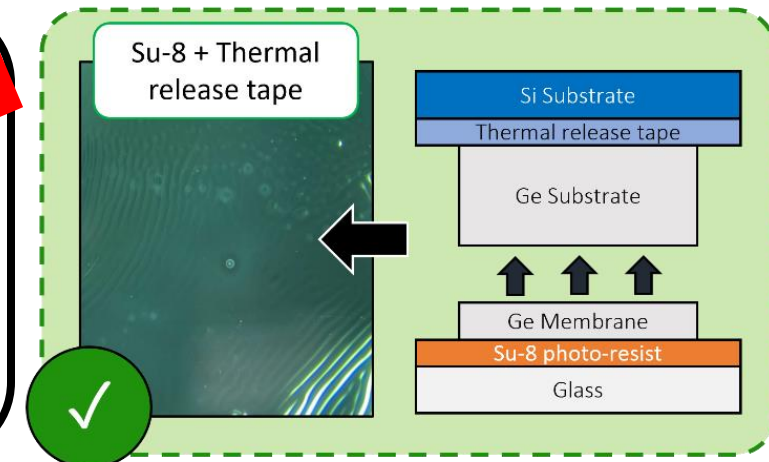 Su-8 + Thermal
release tape
Si Substrate
Thermal release tape
Ge Substrate
Ge Membrane
Su-8 photo-resist
Glass